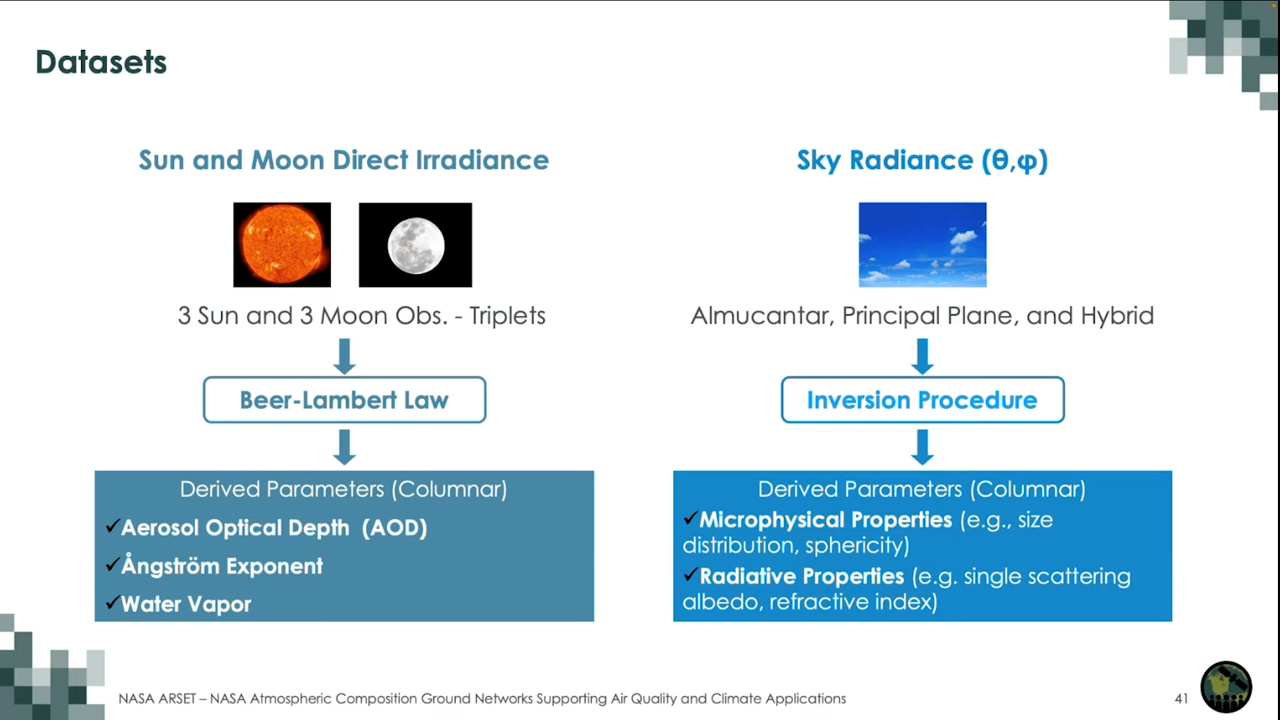 Datasets
Sun and Moon Direct Irradiance
3 Sun and 3 Moon Obs. - Triplets
Beer-Lambert Law
Derived Parameters (Columnar)
✓Aerosol Optical Depth (AOD)
✓Ångström Exponent
✓Water Vapor
Sky Radiance (θ,φ)
Almucantar, Principal Plane, and Hybrid
Inversion Procedure
Derived Parameters (Columnar)
✓Microphysical Properties (e.g., size
distribution, sphericity)
✓Radiative Properties (e.g. single scattering
albedo, refractive index)
NASA ARSET – NASA Atmospheric Composition Ground Networks Supporting Air Quality and Climate Applications
41